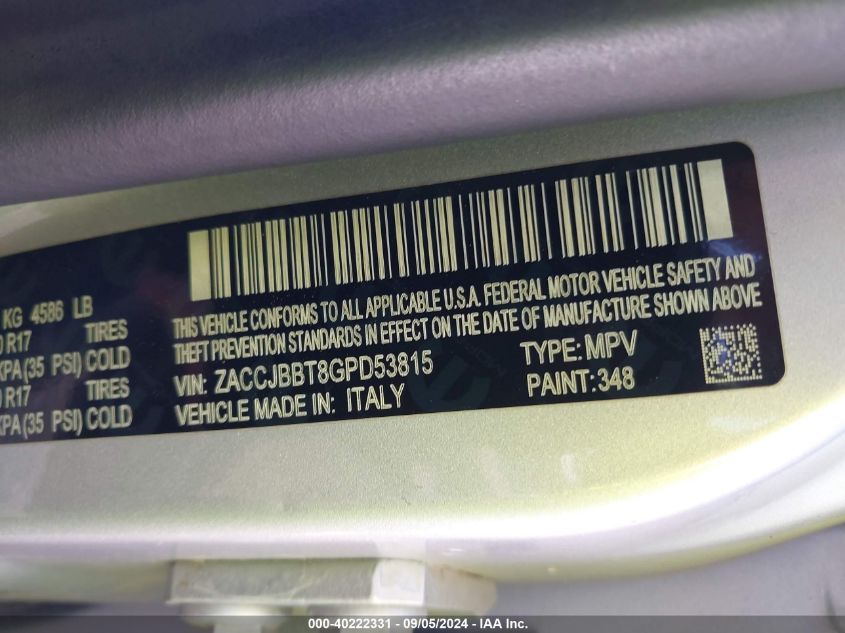 KG 4586 LB
R17 TIRES
KPA (35 PSI) COLD
R17 TIRES
KPA (35 PSI) COLD
THIS VEHICLE CONFORMS TO ALL APPLICABLE U.S.A. FEDERAL MOTOR VEHICLE SAFETY AND
THEFT PREVENTION STANDARDS IN EFFECT ON THE DATE OF MANUFACTURE SHOWN ABOVE
VIN: ZACCJBBT8GPD53815 TYPE: MPV
VEHICLE MADE IN: ITALY PAINT: 348
000-40222331 - 09/05/2024 - IAA Inc.